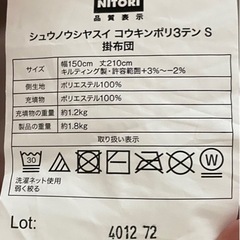 NITORI
品質表示
シュウノウシヤスイ コウキンポリ3テン S
掛布団
サイズ 幅150cm 丈210cm
キルティング製・許容範囲+3%〜−2%
側生地 ポリエステル100%
充填物 ポリエステル100%
充填物の重量 約1.2kg
製品重量 約1.8kg
取り扱い表示
30
W
洗濯ネット使用
弱く絞る
Lot: 4012 72